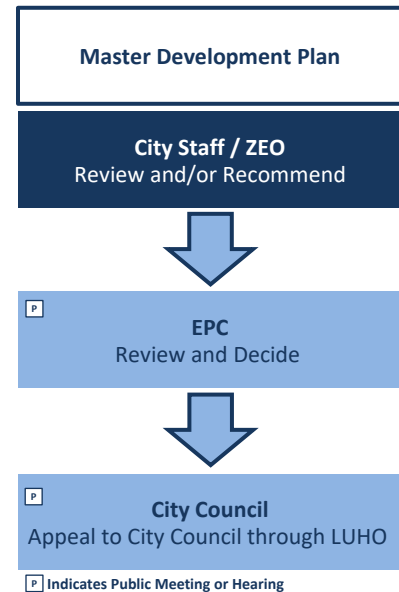 Master Development Plan
City Staff / ZEO
Review and/or Recommend
P
EPC
Review and Decide
P
City Council
Appeal to City Council through LUHO
P Indicates Public Meeting or Hearing